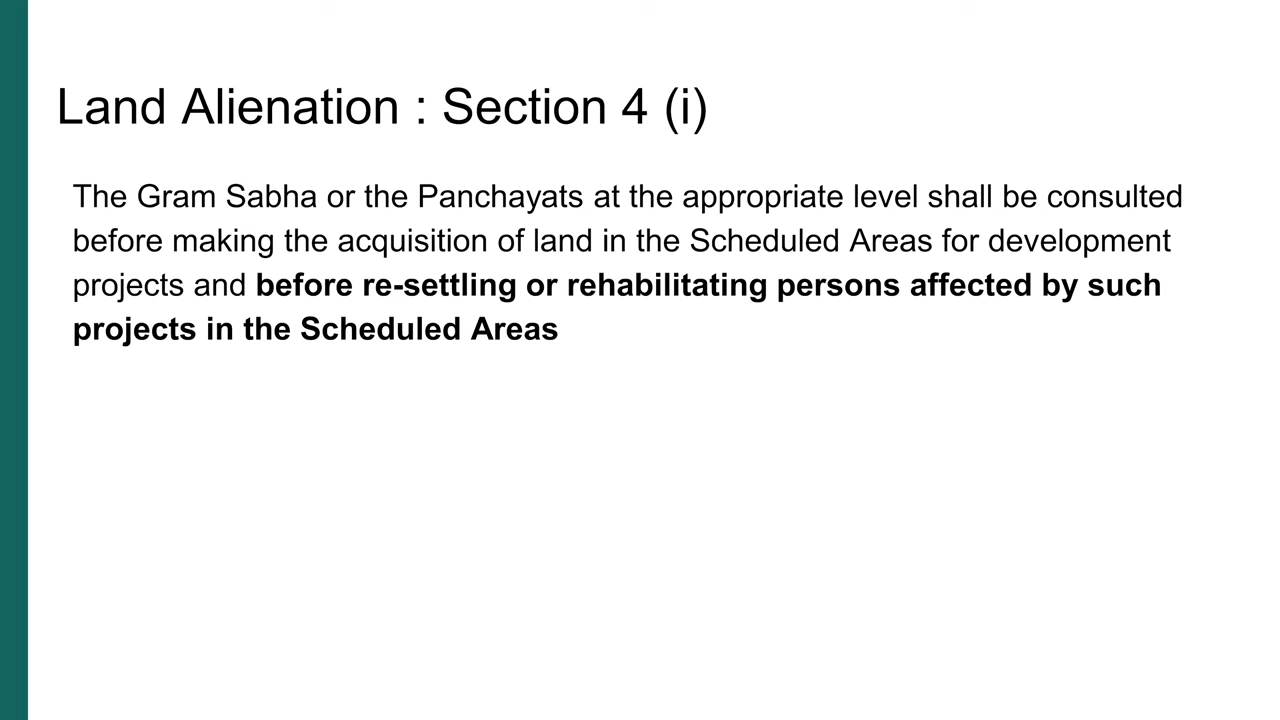 Land Alienation : Section 4 (i)
The Gram Sabha or the Panchayats at the appropriate level shall be consulted
before making the acquisition of land in the Scheduled Areas for development
projects and before re-settling or rehabilitating persons affected by such
projects in the Scheduled Areas